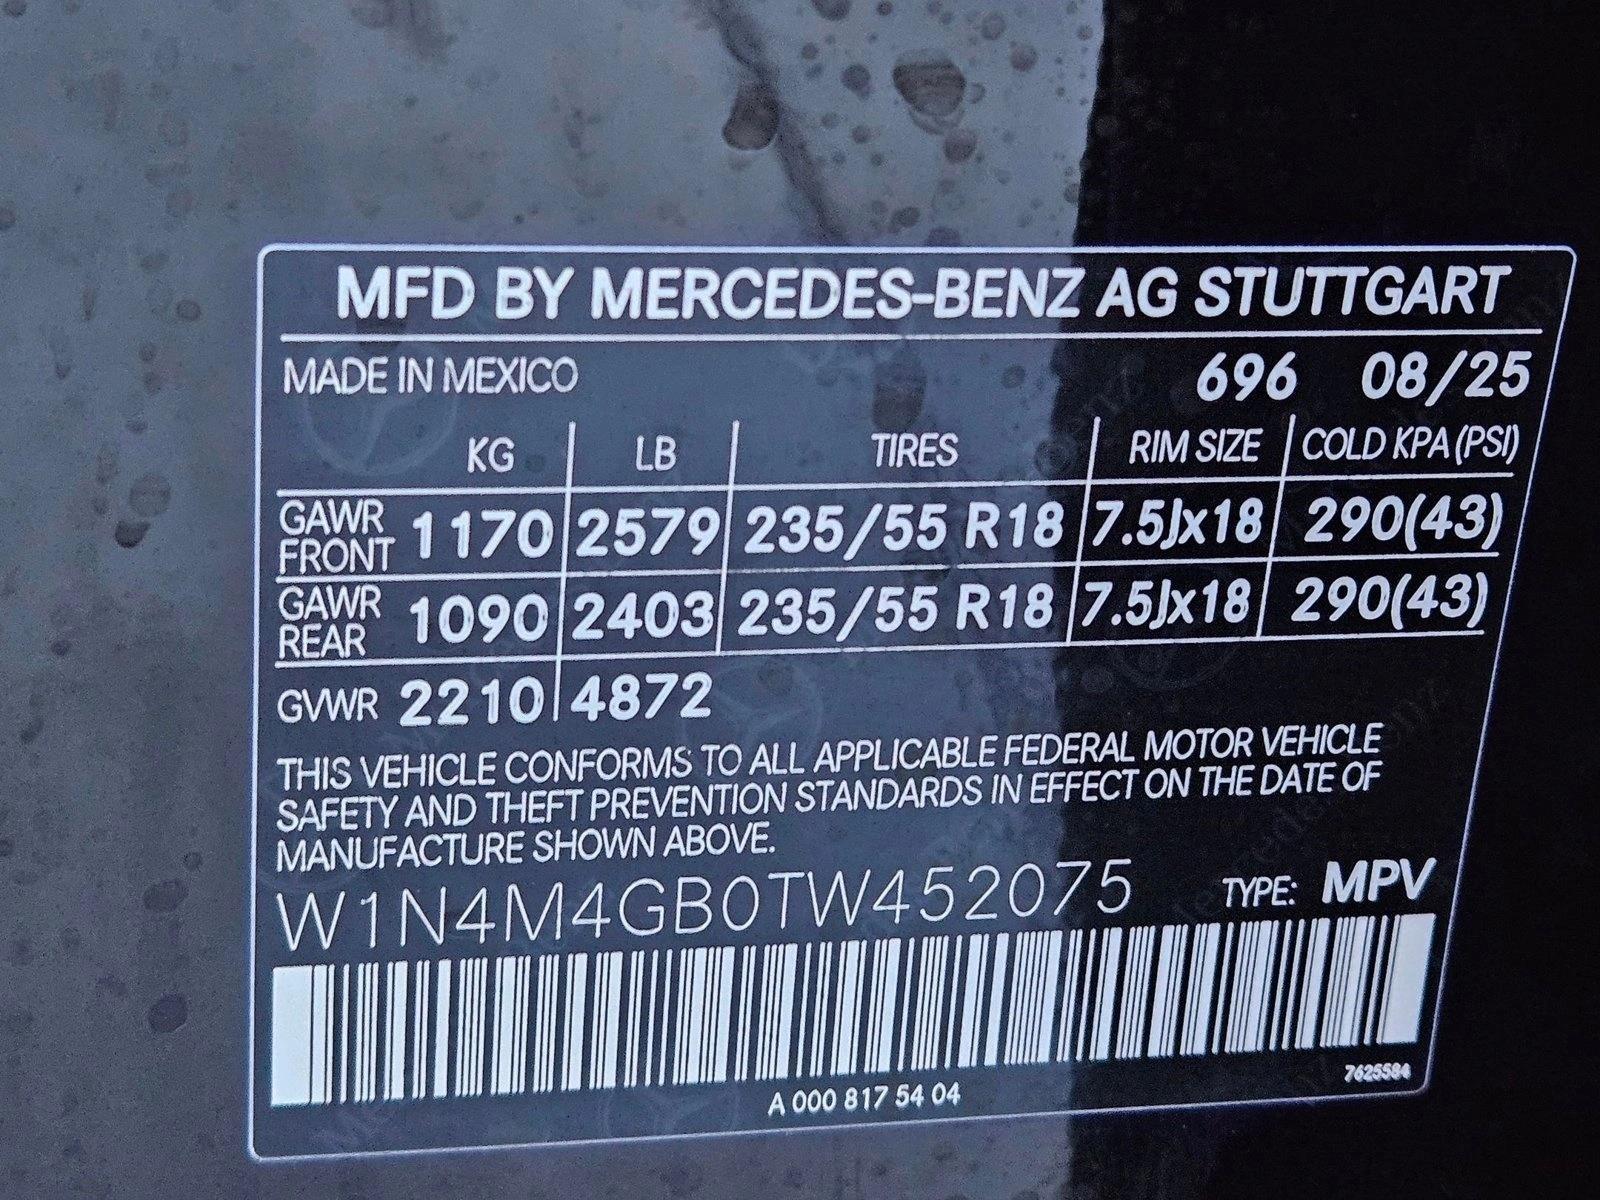 MFD BY MERCEDES-BENZ AG STUTTGART
MADE IN MEXICO 696 08/25
KG LB TIRES RIM SIZE COLD KPA (PSI)
GAWR FRONT 1170 2579 235/55 R18 7.5Jx18 290(43)
GAWR REAR 1090 2403 235/55 R18 7.5Jx18 290(43)
GVWR 2210 4872
THIS VEHICLE CONFORMS TO ALL APPLICABLE FEDERAL MOTOR VEHICLE
SAFETY AND THEFT PREVENTION STANDARDS IN EFFECT ON THE DATE OF
MANUFACTURE SHOWN ABOVE.
W1N4M4GB0TW452075 TYPE: MPV
7625584
A 000 817 54 04